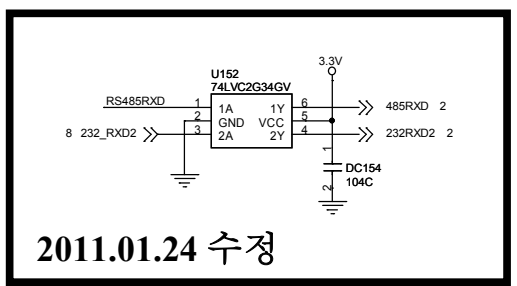 3.3V
U152
74LVC2G34GV
RS485RXD 1 1A 1Y 6 485RXD 2
2 GND VCC 5
8 232_RXD2 3 2A 2Y 4 232RXD2 2
1
DC154
2 104C
2011.01.24 수정